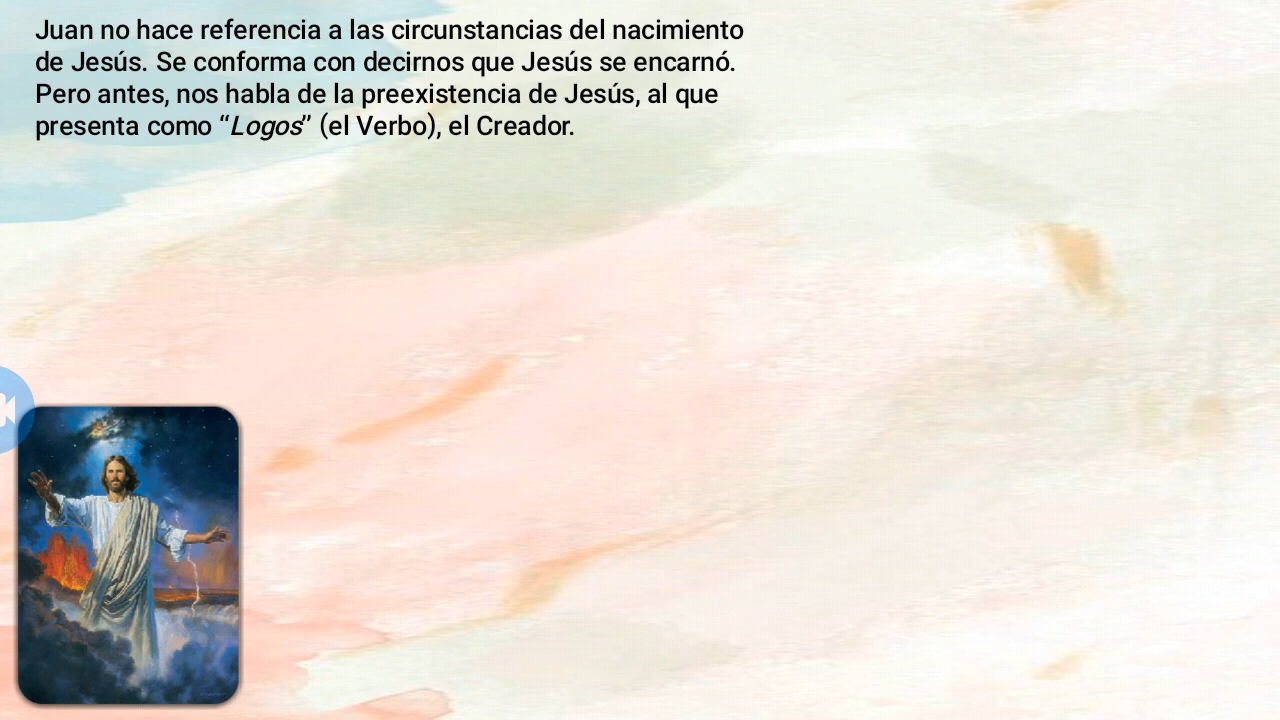 Juan no hace referencia a las circunstancias del nacimiento
de Jesús. Se conforma con decirnos que Jesús se encarnó.
Pero antes, nos habla de la preexistencia de Jesús, al que
presenta como “Logos” (el Verbo), el Creador.